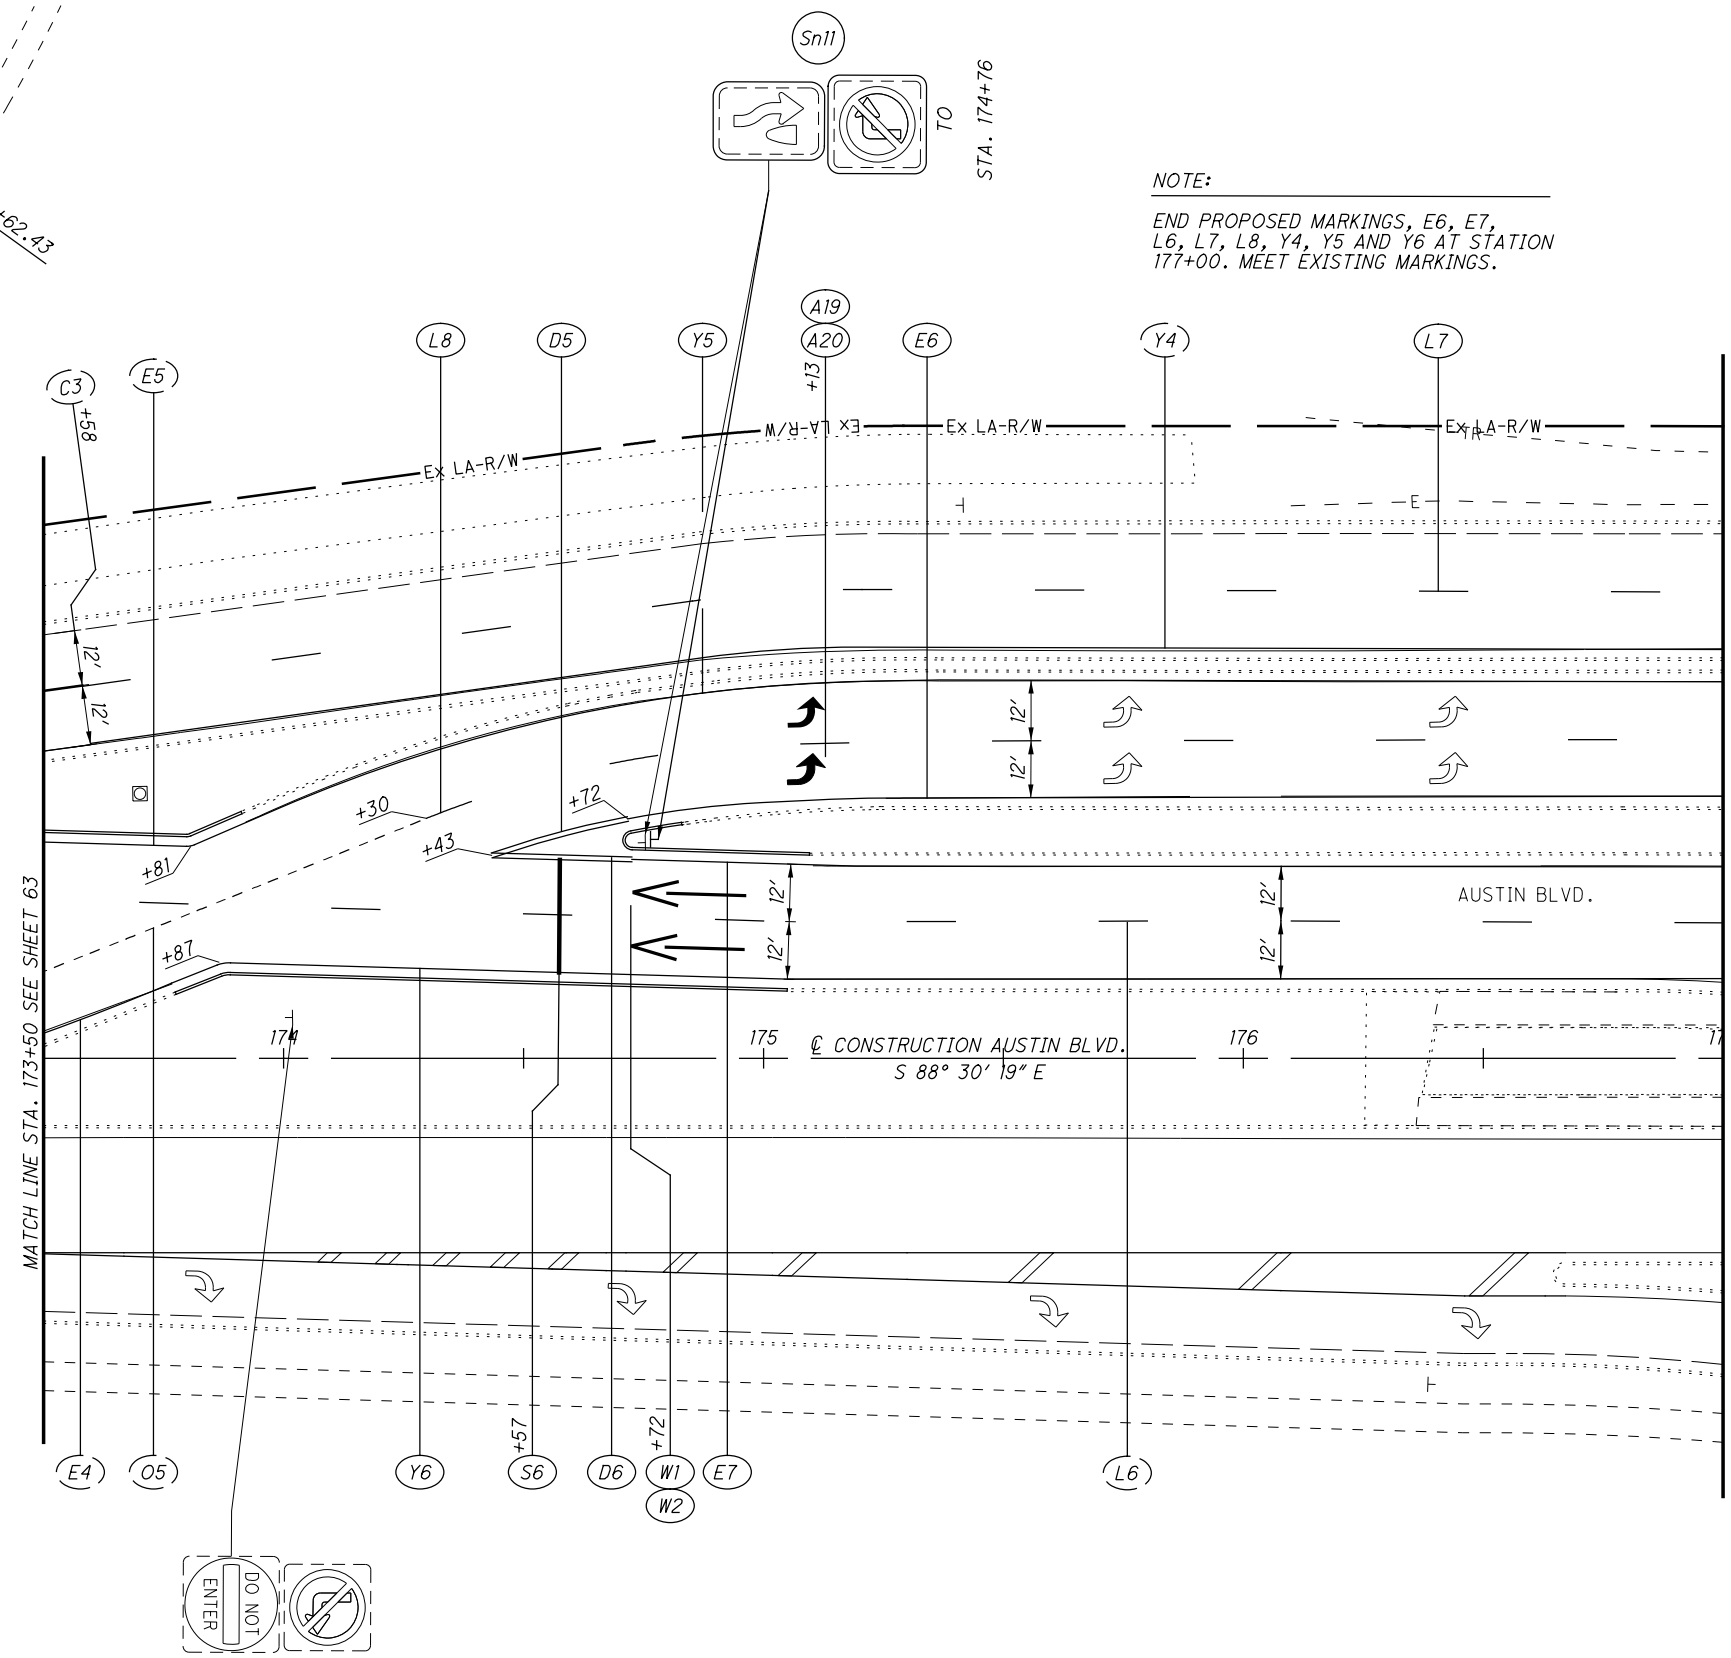 Sn11
TO
STA. 174+76
NOTE:
END PROPOSED MARKINGS, E6, E7,
L6, L7, L8, Y4, Y5 AND Y6 AT STATION
177+00. MEET EXISTING MARKINGS.
+62.43
A19
L8
D5
Y5
A20
E6
Y4
L7
C3
E5
+58
+13
Ex LA-R/W
Ex LA-R/W
Ex LA-R/W
Ex LA-R/W
TR
E
12'
12'
12'
12'
+30
+72
+43
+81
12'
12'
12'
12'
AUSTIN BLVD.
+87
MATCH LINE STA. 173+50 SEE SHEET 63
174
175
℄ CONSTRUCTION AUSTIN BLVD.
176
17
S 88° 30' 19" E
+57
+72
E4
O5
Y6
S6
D6
W1
E7
L6
W2
DO NOT
ENTER